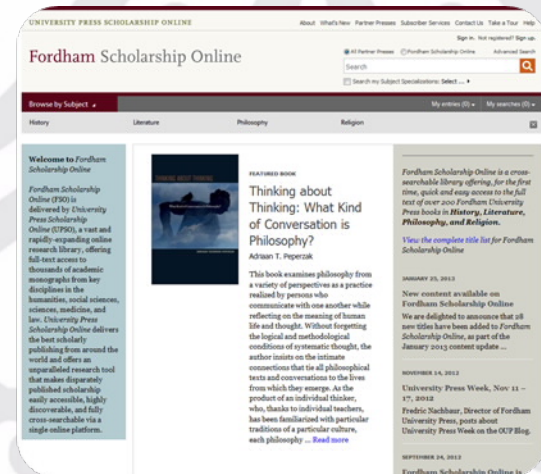 UNIVERSITY PRESS SCHOLARSHIP ONLINE
About What's New Partner Presses Subscriber Services Contact Us Take a Tour Help
Sign in. Not registered? Sign up.
Fordham Scholarship Online
All Partner Presses Fordham Scholarship Online Advanced Search
Search
Search my Subject Specializations: Select ...
Browse by Subject
My entries (0) My searches (0)
History Literature Philosophy Religion
Welcome to Fordham
Scholarship Online
Fordham Scholarship
Online (FSO) is
delivered by University
Press Scholarship
Online (UPSO), a vast and
rapidly-expanding online
research library, offering
full-text access to
thousands of academic
monographs from key
disciplines in the
humanities, social sciences,
sciences, medicine, and
law. University Press
Scholarship Online delivers
the best scholarly
publishing from around the
world and offers an
unparalleled research tool
that makes disparately
published scholarship
easily accessible, highly
discoverable, and fully
cross-searchable via a
single online platform.
THINKING ABOUT THINKING
FEATURED BOOK
Thinking about
Thinking: What Kind
of Conversation is
Philosophy?
Adriaan T. Peperzak
This book examines philosophy from
a variety of perspectives as a practice
realized by persons who
communicate with one another while
reflecting on the meaning of human
life and thought. Without forgetting
the logical and methodological
conditions of systematic thought, the
author insists on the intimate
connections that tie all philosophical
texts and conversations to the lives
from which they emerge. As the
product of an individual thinker,
who, thanks to individual teachers,
has been familiarized with particular
traditions of a particular culture,
each philosophy ... Read more
Fordham Scholarship Online is a cross-
searchable library offering, for the first
time, quick and easy access to the full
text of over 200 Fordham University
Press books in History, Literature,
Philosophy, and Religion.
View the complete title list for Fordham
Scholarship Online
JANUARY 25, 2013
New content available on
Fordham Scholarship Online
We are delighted to announce that 28
new titles have been added to Fordham
Scholarship Online, as part of the
January 2013 content update ...
NOVEMBER 14, 2012
University Press Week, Nov 11 –
17, 2012
Fredric Nachbaur, Director of Fordham
University Press, posts about
University Press Week on the OUP Blog.
SEPTEMBER 24, 2012
Fordham Scholarship Online is